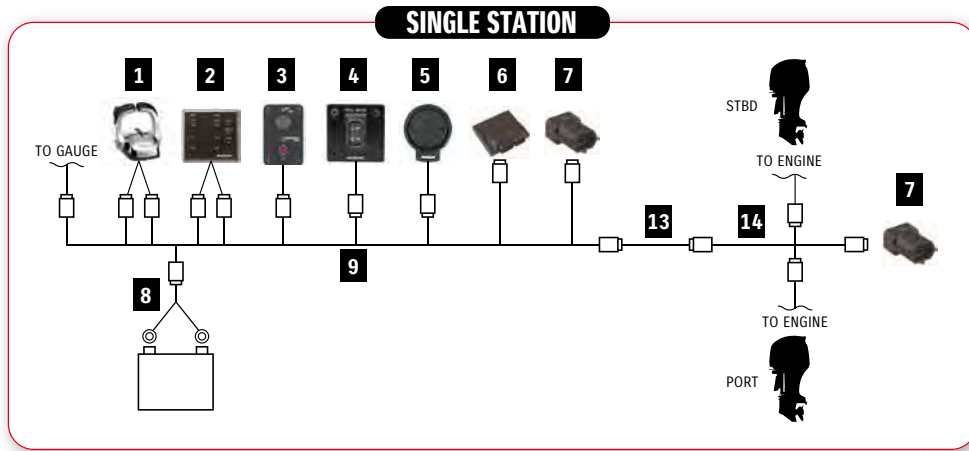 SINGLE STATION
1 2 3 4 5 6 7
STBD
TO GAUGE
TO ENGINE
7
13 14
9
8
TO ENGINE
PORT